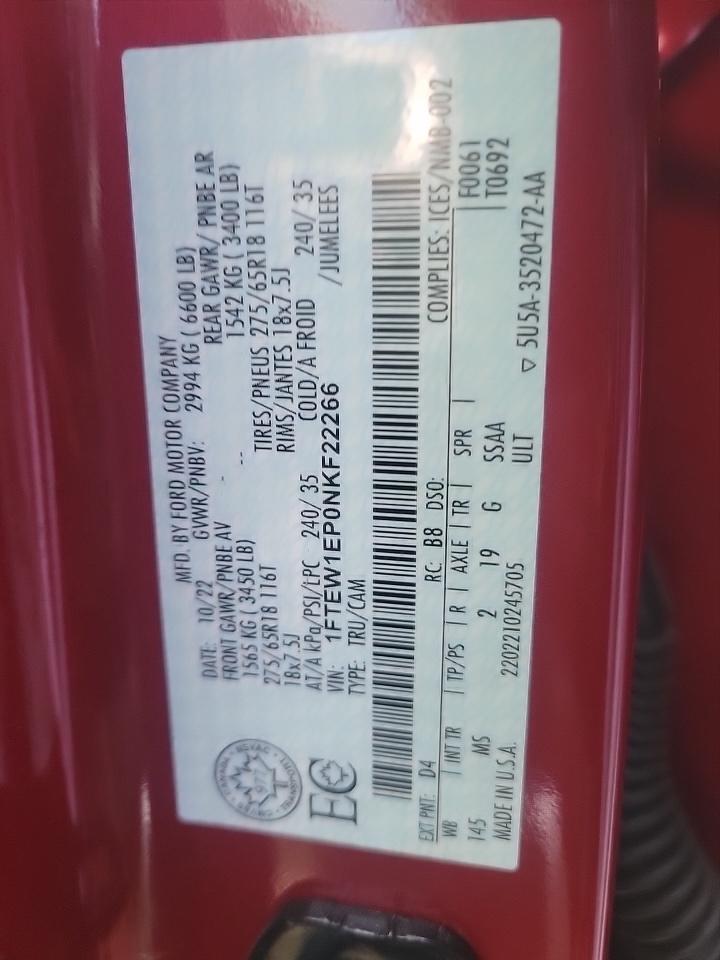 MFD. BY FORD MOTOR COMPANY
DATE: 10/22 GVWR/PNBV: 2994 KG ( 6600 LB)
FRONT GAWR/PNBE AV REAR GAWR/ PNBE AR
1565 KG ( 3450 LB) - -- 1542 KG ( 3400 LB)
275/65R18 116T TIRES/PNEUS 275/65R18 116T
18x7.5J RIMS/JANTES 18x7.5J
AT/A kPa/PSI/LPC 240/ 35 COLD/A FROID 240/ 35
VIN: 1FTEW1EP0NKF22266 /JUMELEES
TYPE: TRU/CAM
EC
977
EXT PNT: D4 RC: B8 DSO: COMPLIES: ICES/NMB-002
WB | INT TR | TP/PS | R | AXLE | TR | SPR | F0061
145 MS 2 19 G SSAA T0692
MADE IN U.S.A. 2202210245705 ULT ▽ 5U5A-3520472-AA